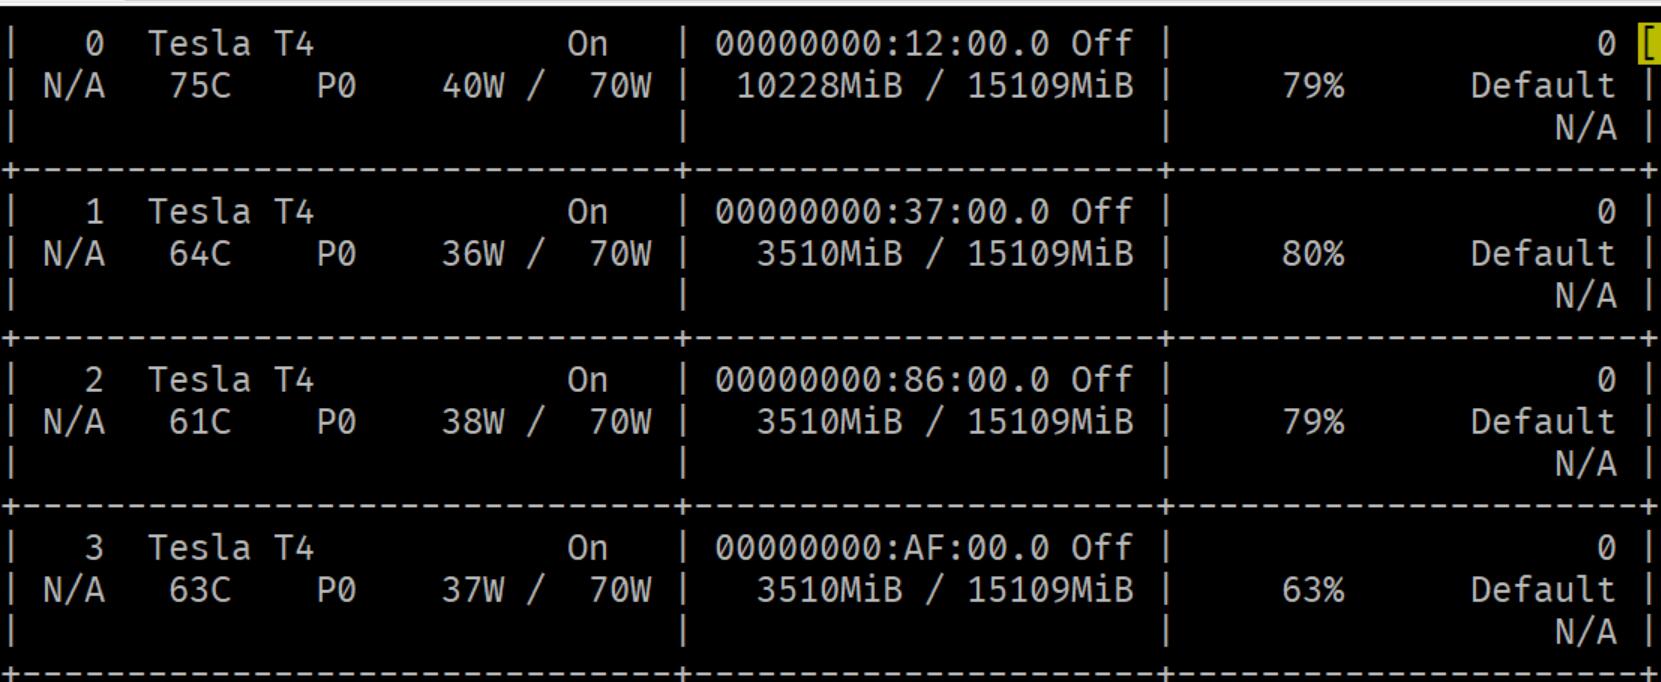 |   0  Tesla T4            On   | 00000000:12:00.0 Off |                    0 [
| N/A   75C    P0    40W /  70W |  10228MiB / 15109MiB |     79%      Default |
|                               |                      |                  N/A |
+-------------------------------+----------------------+----------------------+
|   1  Tesla T4            On   | 00000000:37:00.0 Off |                    0 |
| N/A   64C    P0    36W /  70W |   3510MiB / 15109MiB |     80%      Default |
|                               |                      |                  N/A |
+-------------------------------+----------------------+----------------------+
|   2  Tesla T4            On   | 00000000:86:00.0 Off |                    0 |
| N/A   61C    P0    38W /  70W |   3510MiB / 15109MiB |     79%      Default |
|                               |                      |                  N/A |
+-------------------------------+----------------------+----------------------+
|   3  Tesla T4            On   | 00000000:AF:00.0 Off |                    0 |
| N/A   63C    P0    37W /  70W |   3510MiB / 15109MiB |     63%      Default |
|                               |                      |                  N/A |
+-------------------------------+----------------------+----------------------+